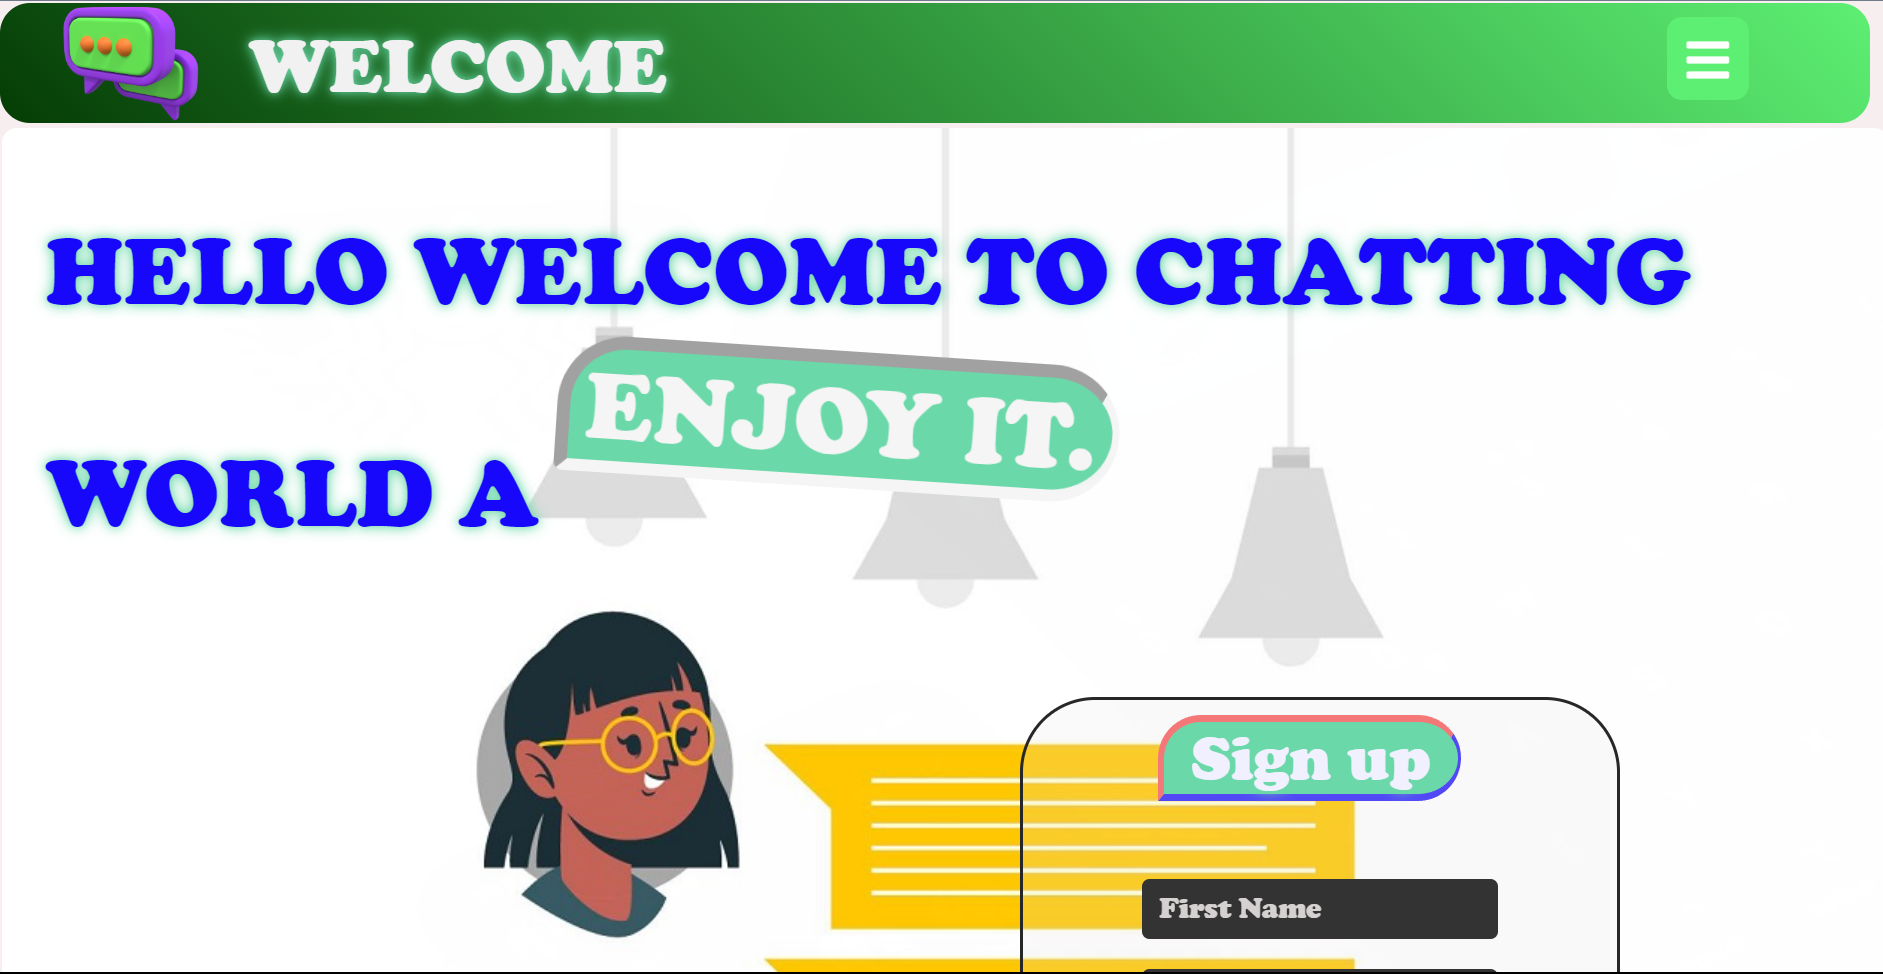 WELCOME
HELLO WELCOME TO CHATTING
WORLD A
ENJOY IT.
Sign up
First Name